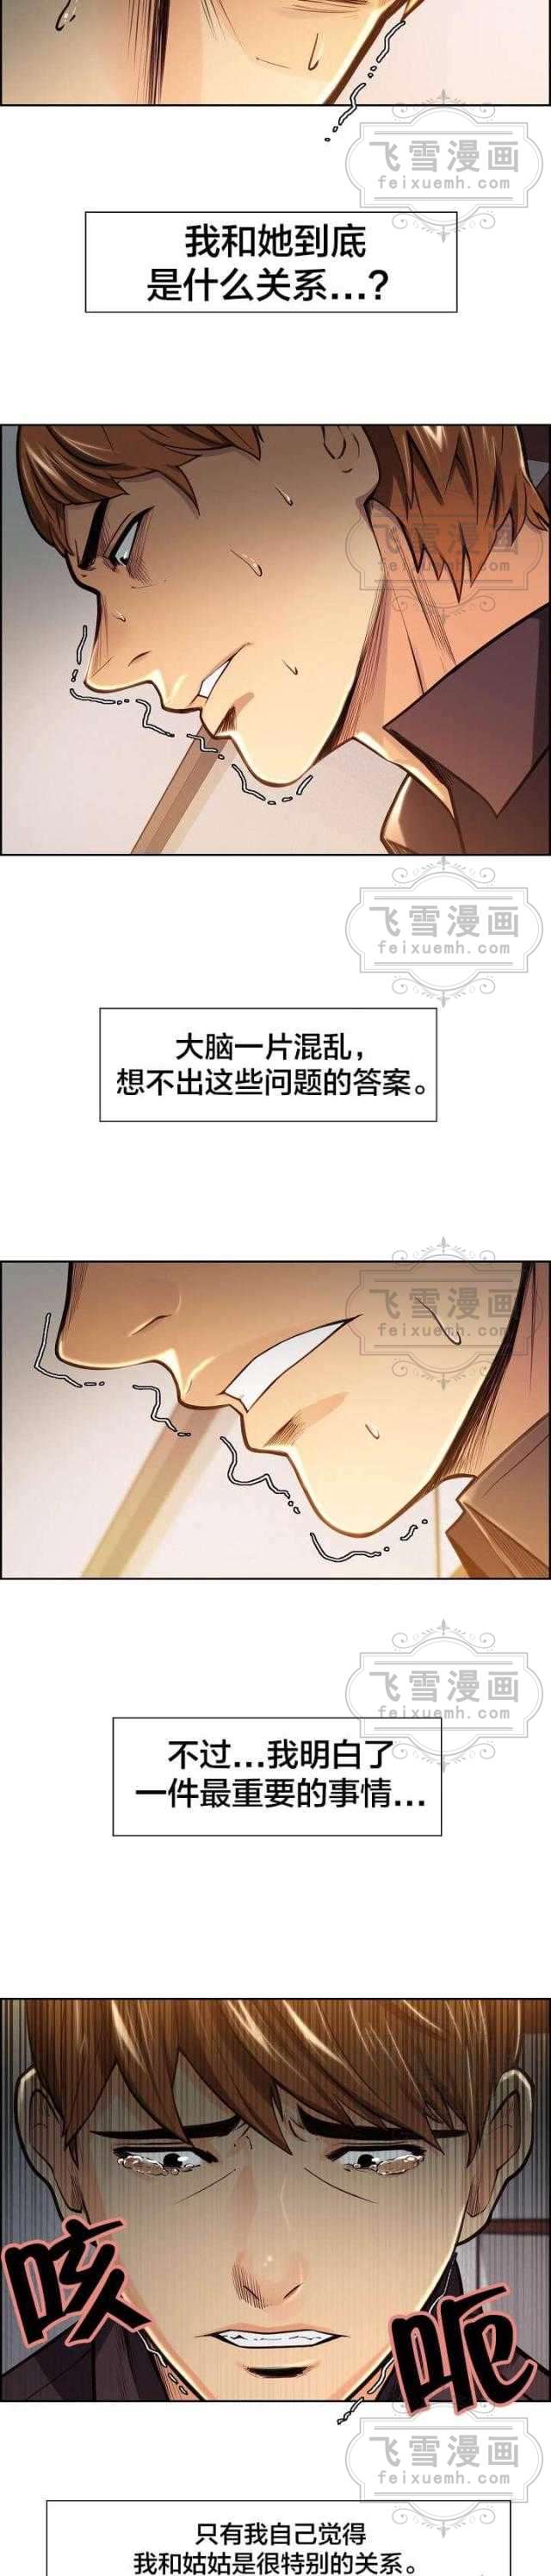 飞雪漫画
feixuemh.com
我和她到底
是什么关系...?
飞雪漫画
feixuemh.com
飞雪漫画
feixuemh.com
大脑一片混乱，
想不出这些问题的答案。
飞雪漫画
feixuemh.com
飞雪漫画
feixuemh.com
不过...我明白了
一件最重要的事情...
咳
呃
飞雪漫画
feixuemh.com
只有我自己觉得
我和姑姑是很特别的关系。